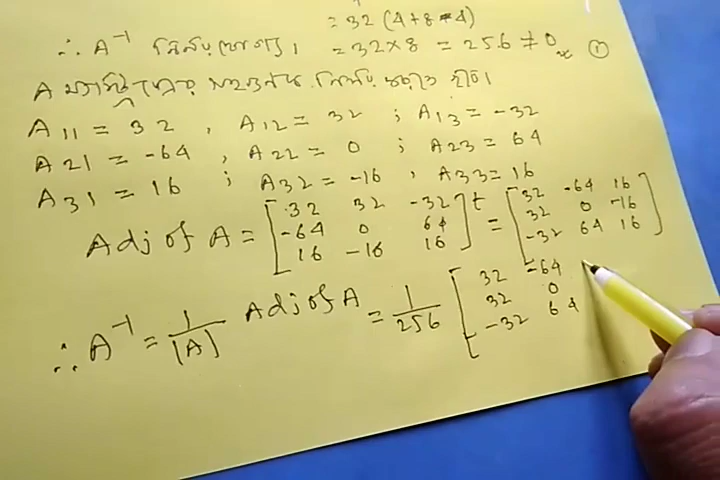 = 32 (4+8-4)
∴ A⁻¹ নির্ণয়যোগ্য। = 32×8 = 256 ≠ 0
A ম্যাট্রিক্সের সহগুণক নির্ণয় করতে হবে।
A11 = 32 , A12 = 32 ; A13 = -32
A21 = -64 , A22 = 0 ; A23 = 64
A31 = 16 ; A32 = -16 , A33 = 16
Adj of A = [32 32 -32 -64 0 64 16 -16 16]ᵗ = [32 -64 16 32 0 -16 -32 64 16]
∴ A⁻¹ = 1/|A| Adj of A = 1/256 [32 -64 32 0 -32 64